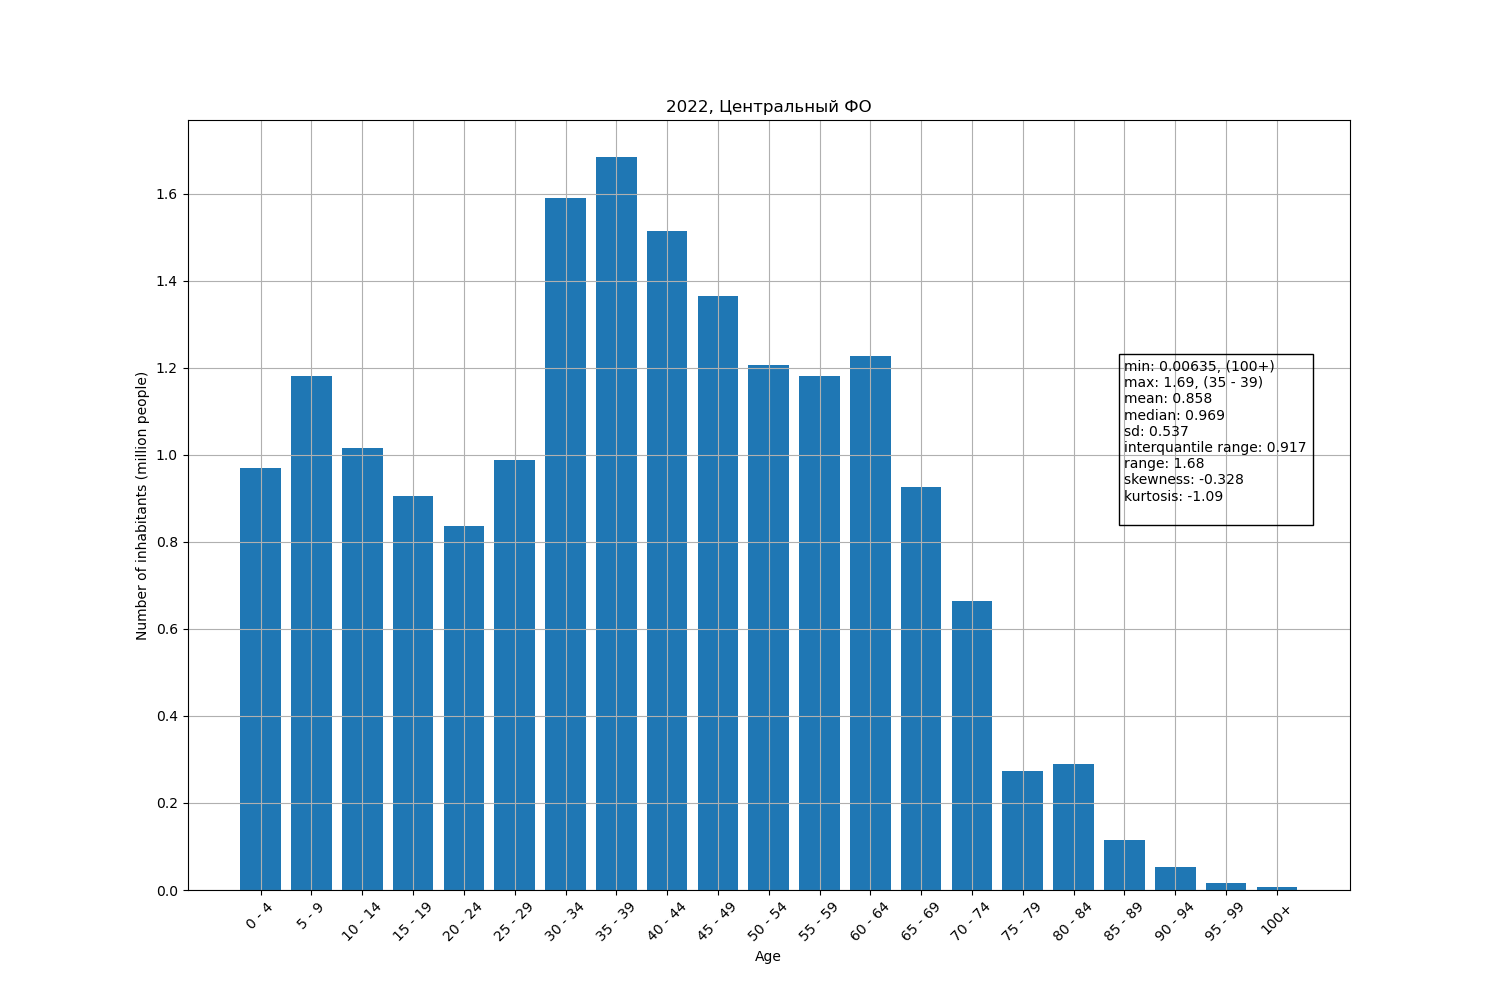 2022, Центральный ФО
Number of inhabitants (million people)
1.6
1.4
1.2
1.0
0.8
0.6
0.4
0.2
0.0
min: 0.00635, (100+)
max: 1.69, (35 - 39)
mean: 0.858
median: 0.969
sd: 0.537
interquantile range: 0.917
range: 1.68
skewness: -0.328
kurtosis: -1.09
0 - 4
5 - 9
10 - 14
15 - 19
20 - 24
25 - 29
30 - 34
35 - 39
40 - 44
45 - 49
50 - 54
55 - 59
60 - 64
65 - 69
70 - 74
75 - 79
80 - 84
85 - 89
90 - 94
95 - 99
100+
Age